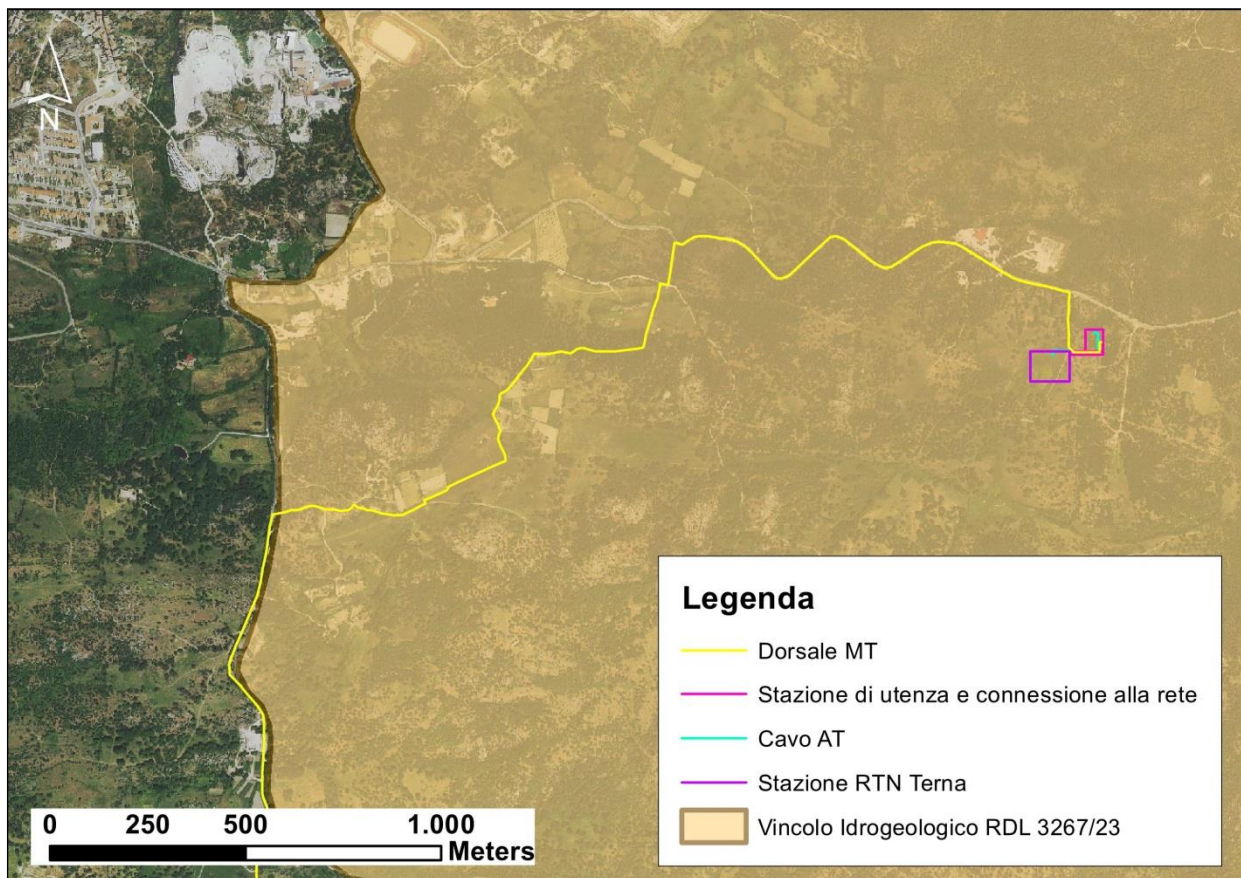 N
Legenda
Dorsale MT
Stazione di utenza e connessione alla rete
Cavo AT
Stazione RTN Terna
Vincolo Idrogeologico RDL 3267/23
0 250 500 1.000
Meters